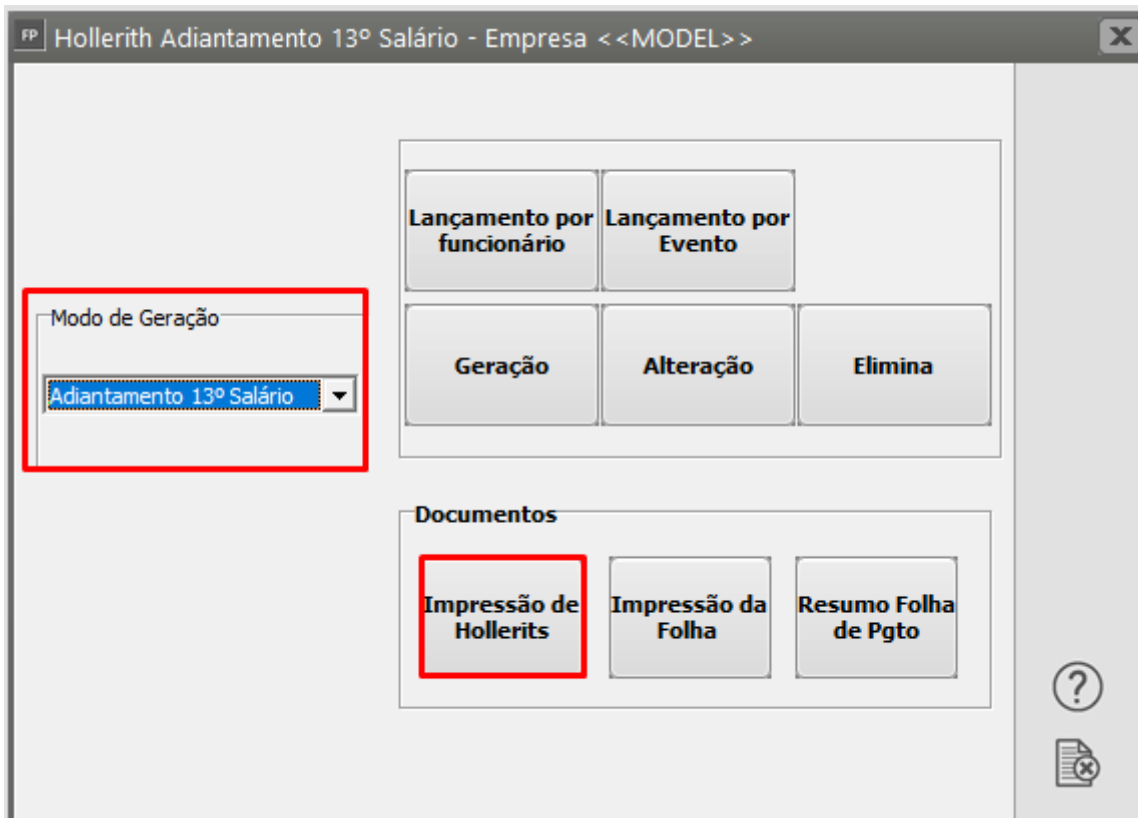 FP Hollerith Adiantamento 13º Salário - Empresa <<MODEL>>
Lançamento por
funcionário
Lançamento por
Evento
Modo de Geração
Adiantamento 13º Salário
Geração
Alteração
Elimina
Documentos
Impressão de
Hollerits
Impressão da
Folha
Resumo Folha
de Pgto
?